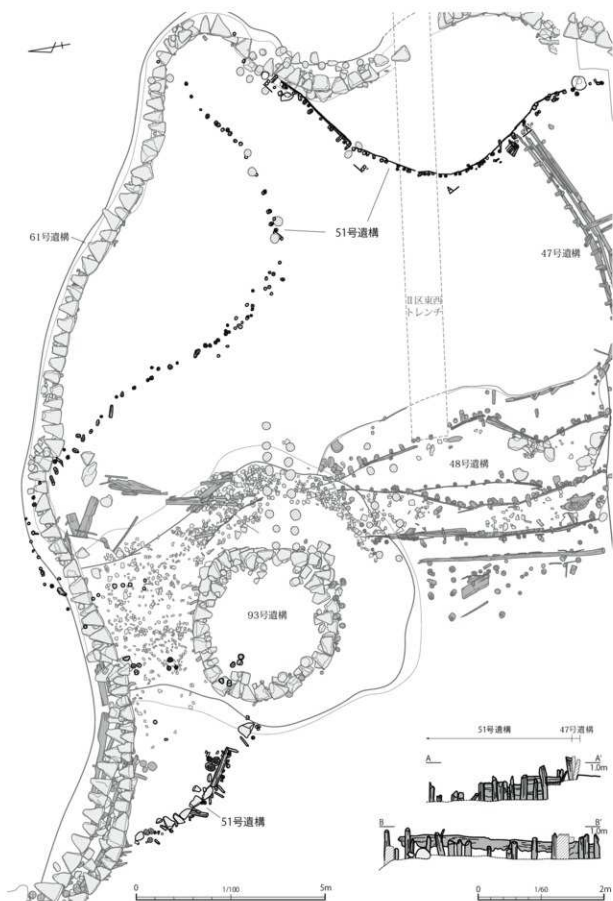 61号遺構
51号遺構
47号遺構
Ⅱ区東西
トレンチ
48号遺構
93号遺構
51号遺構
51号遺構
47号遺構
A
A'
1.0m
B
B'
1.0m
0
1/100
5m
0
1/60
2m